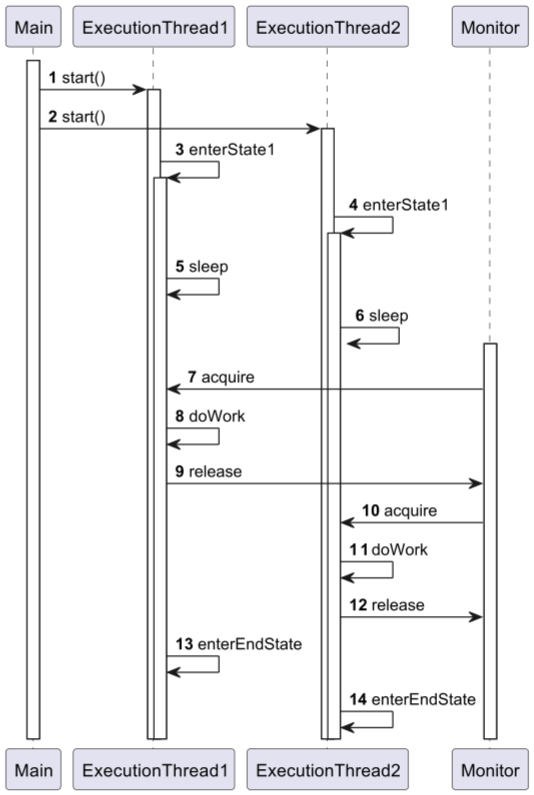 Main ExecutionThread1 ExecutionThread2 Monitor
1 start()
2 start()
3 enterState1
4 enterState1
5 sleep
6 sleep
7 acquire
8 doWork
9 release
10 acquire
11 doWork
12 release
13 enterEndState
14 enterEndState
Main ExecutionThread1 ExecutionThread2 Monitor